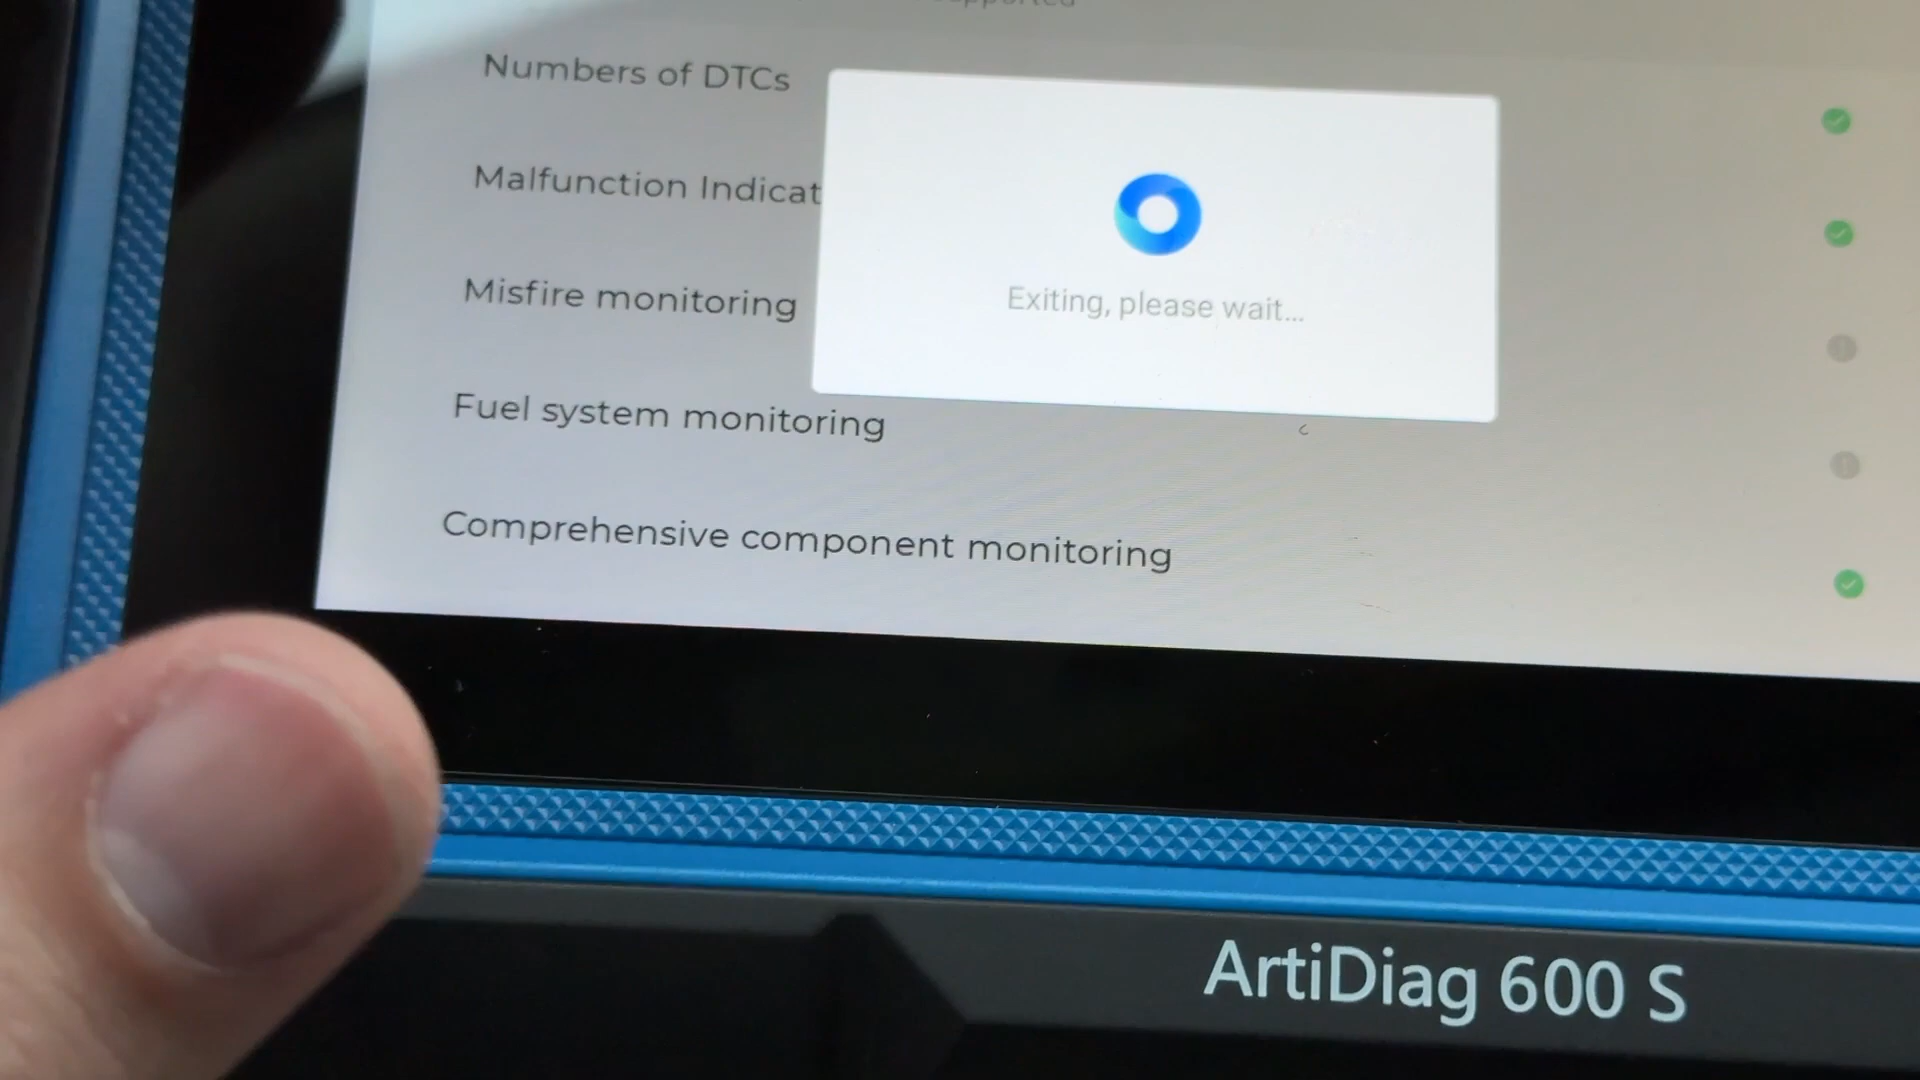 Numbers of DTCs
Malfunction Indicat
Misfire monitoring
Exiting, please wait...
Fuel system monitoring
Comprehensive component monitoring
ArtiDiag 600 S